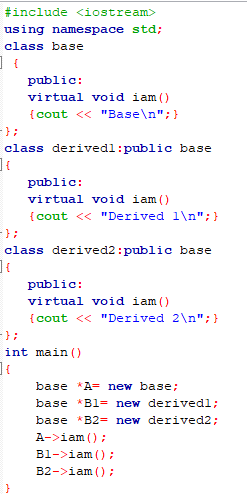 #include <iostream>
using namespace std;
class base
{
public:
virtual void iam()
{cout << "Base\n";}
};
class derived1:public base
{
public:
virtual void iam()
{cout << "Derived 1\n";}
};
class derived2:public base
{
public:
virtual void iam()
{cout << "Derived 2\n";}
};
int main()
{
base *A= new base;
base *B1= new derived1;
base *B2= new derived2;
A->iam();
B1->iam();
B2->iam();
}